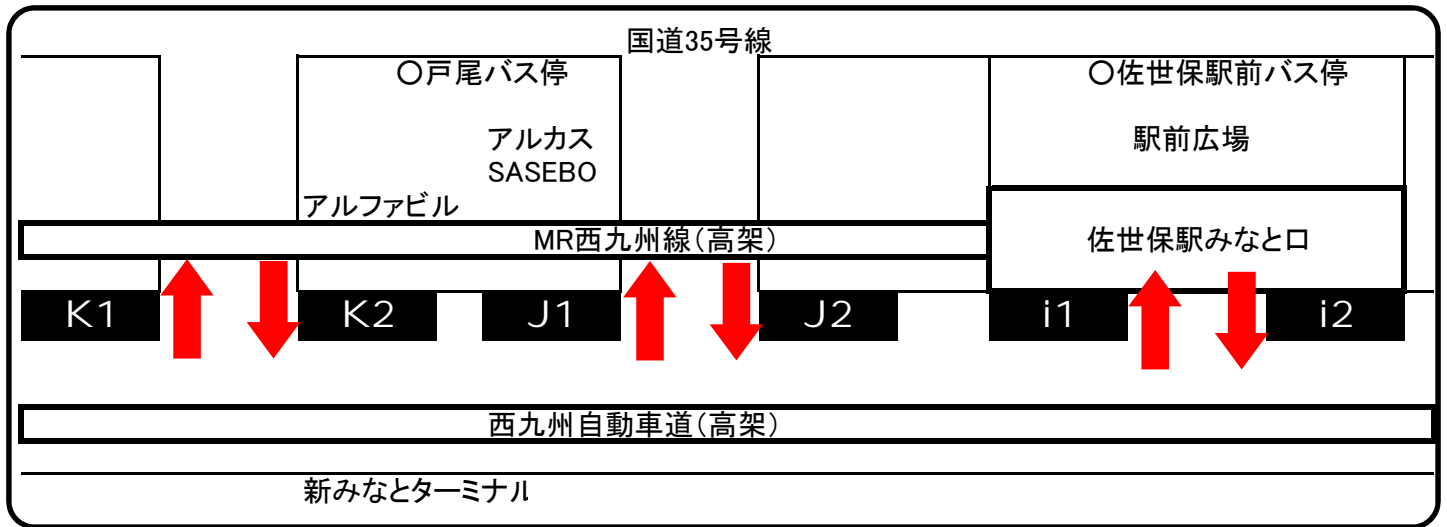 国道35号線
〇戸尾バス停
〇佐世保駅前バス停
アルカス
SASEBO
駅前広場
アルファビル
MR西九州線(高架)
佐世保駅みなと口
K1
K2
J1
J2
i1
i2
西九州自動車道(高架)
新みなとターミナル